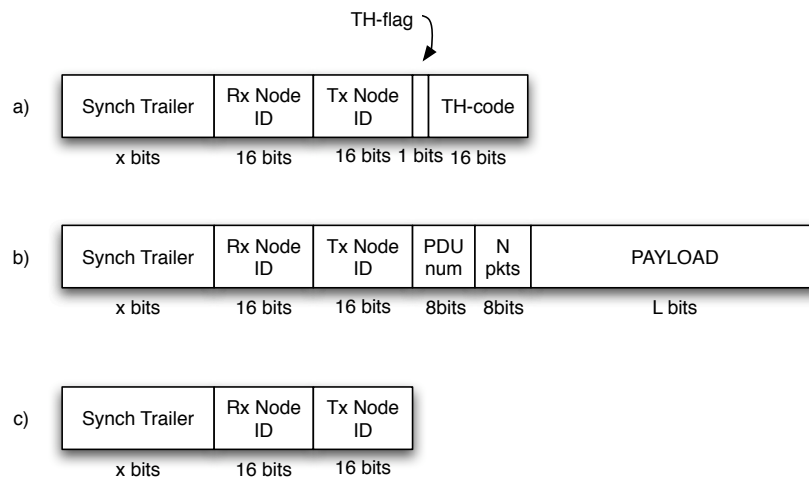 TH-flag
a)
Synch Trailer
Rx Node
ID
Tx Node
ID
TH-code
x bits
16 bits
16 bits
1 bits
16 bits
b)
Synch Trailer
Rx Node
ID
Tx Node
ID
PDU
num
N
pkts
PAYLOAD
x bits
16 bits
16 bits
8bits
8bits
L bits
c)
Synch Trailer
Rx Node
ID
Tx Node
ID
x bits
16 bits
16 bits